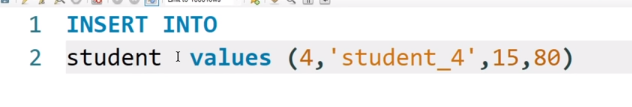 1 INSERT INTO
2 student values (4,'student_4',15,80)